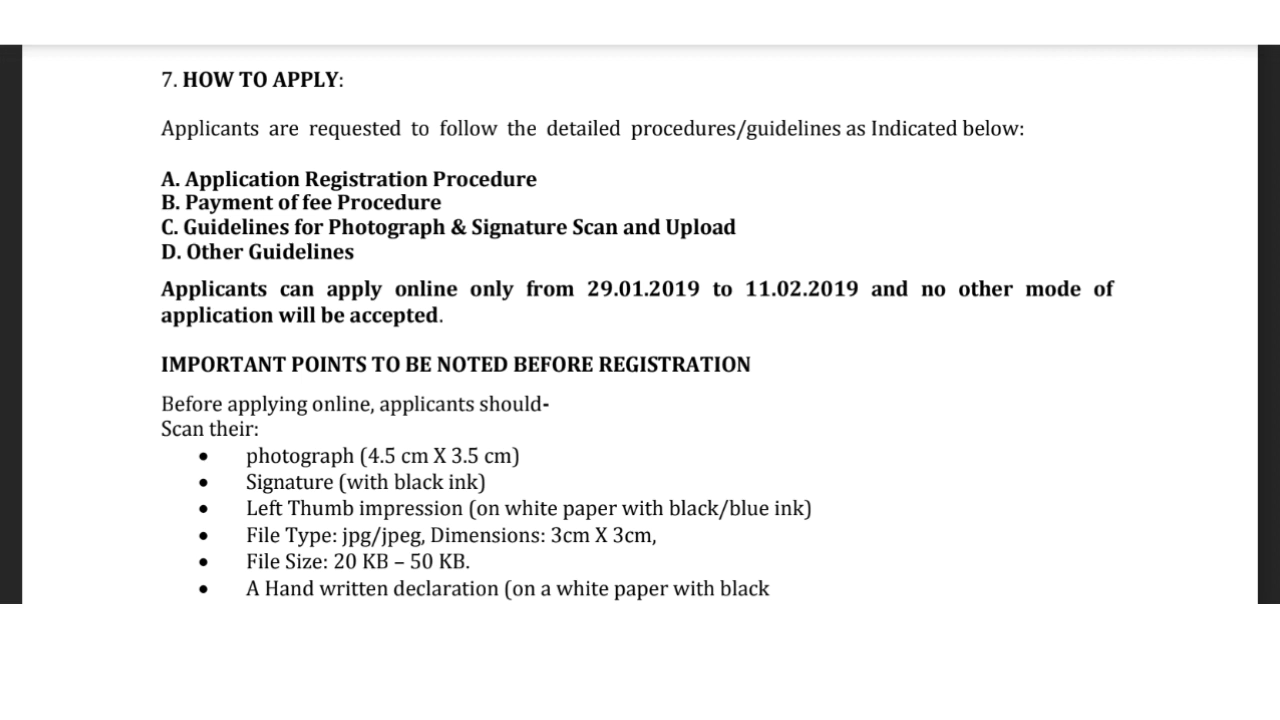 7. HOW TO APPLY:
Applicants are requested to follow the detailed procedures/guidelines as Indicated below:
A. Application Registration Procedure
B. Payment of fee Procedure
C. Guidelines for Photograph & Signature Scan and Upload
D. Other Guidelines
Applicants can apply online only from 29.01.2019 to 11.02.2019 and no other mode of
application will be accepted.
IMPORTANT POINTS TO BE NOTED BEFORE REGISTRATION
Before applying online, applicants should-
Scan their:
• photograph (4.5 cm X 3.5 cm)
• Signature (with black ink)
• Left Thumb impression (on white paper with black/blue ink)
• File Type: jpg/jpeg, Dimensions: 3cm X 3cm,
• File Size: 20 KB – 50 KB.
• A Hand written declaration (on a white paper with black